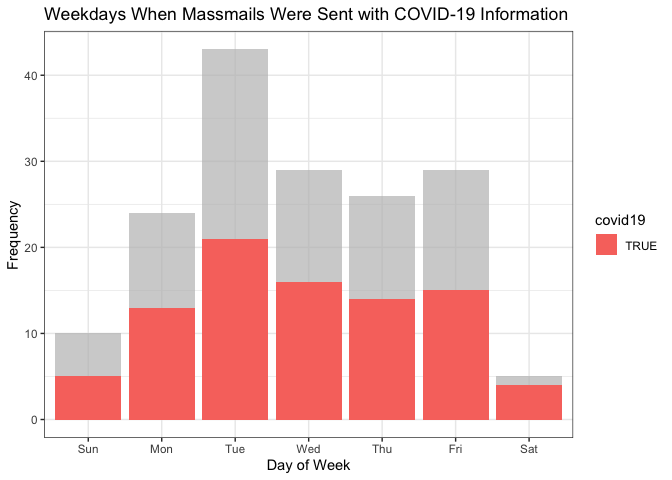 Weekdays When Massmails Were Sent with COVID-19 Information
Frequency
40
30
20
10
0
Sun Mon Tue Wed Thu Fri Sat
Day of Week
covid19
TRUE